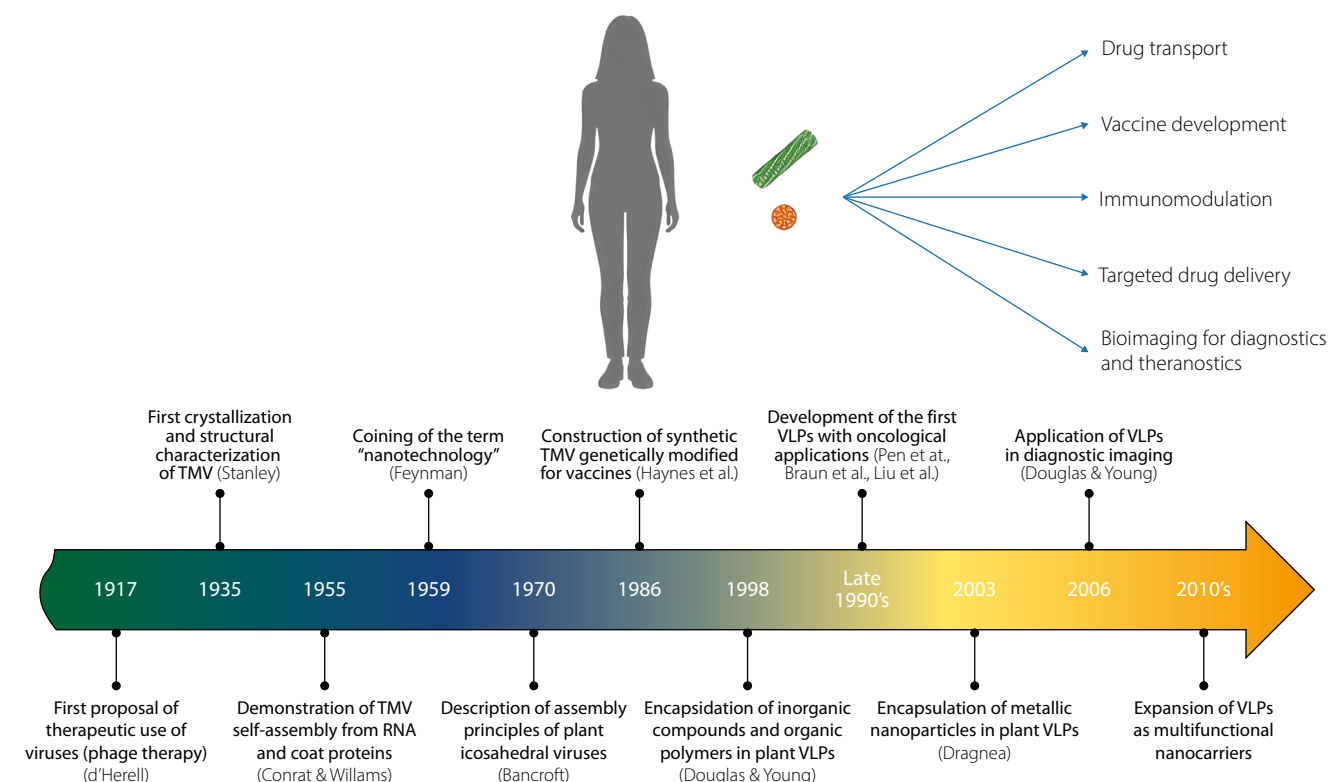 Drug transport
Vaccine development
Immunomodulation
Targeted drug delivery
Bioimaging for diagnostics
and theranostics
First crystallization
and structural
characterization
of TMV (Stanley)
Coining of the term
“nanotechnology”
(Feynman)
Construction of synthetic
TMV genetically modified
for vaccines (Haynes et al.)
Development of the first
VLPs with oncological
applications (Pen et at.,
Braun et al., Liu et al.)
Application of VLPs
in diagnostic imaging
(Douglas & Young)
1917
1935
1955
1959
1970
1986
1998
Late
1990's
2003
2006
2010's
First proposal of
therapeutic use of
viruses (phage therapy)
(d'Herell)
Demonstration of TMV
self-assembly from RNA
and coat proteins
(Conrat & Willams)
Description of assembly
principles of plant
icosahedral viruses
(Bancroft)
Encapsidation of inorganic
compounds and organic
polymers in plant VLPs
(Douglas & Young)
Encapsulation of metallic
nanoparticles in plant VLPs
(Dragnea)
Expansion of VLPs
as multifunctional
nanocarriers